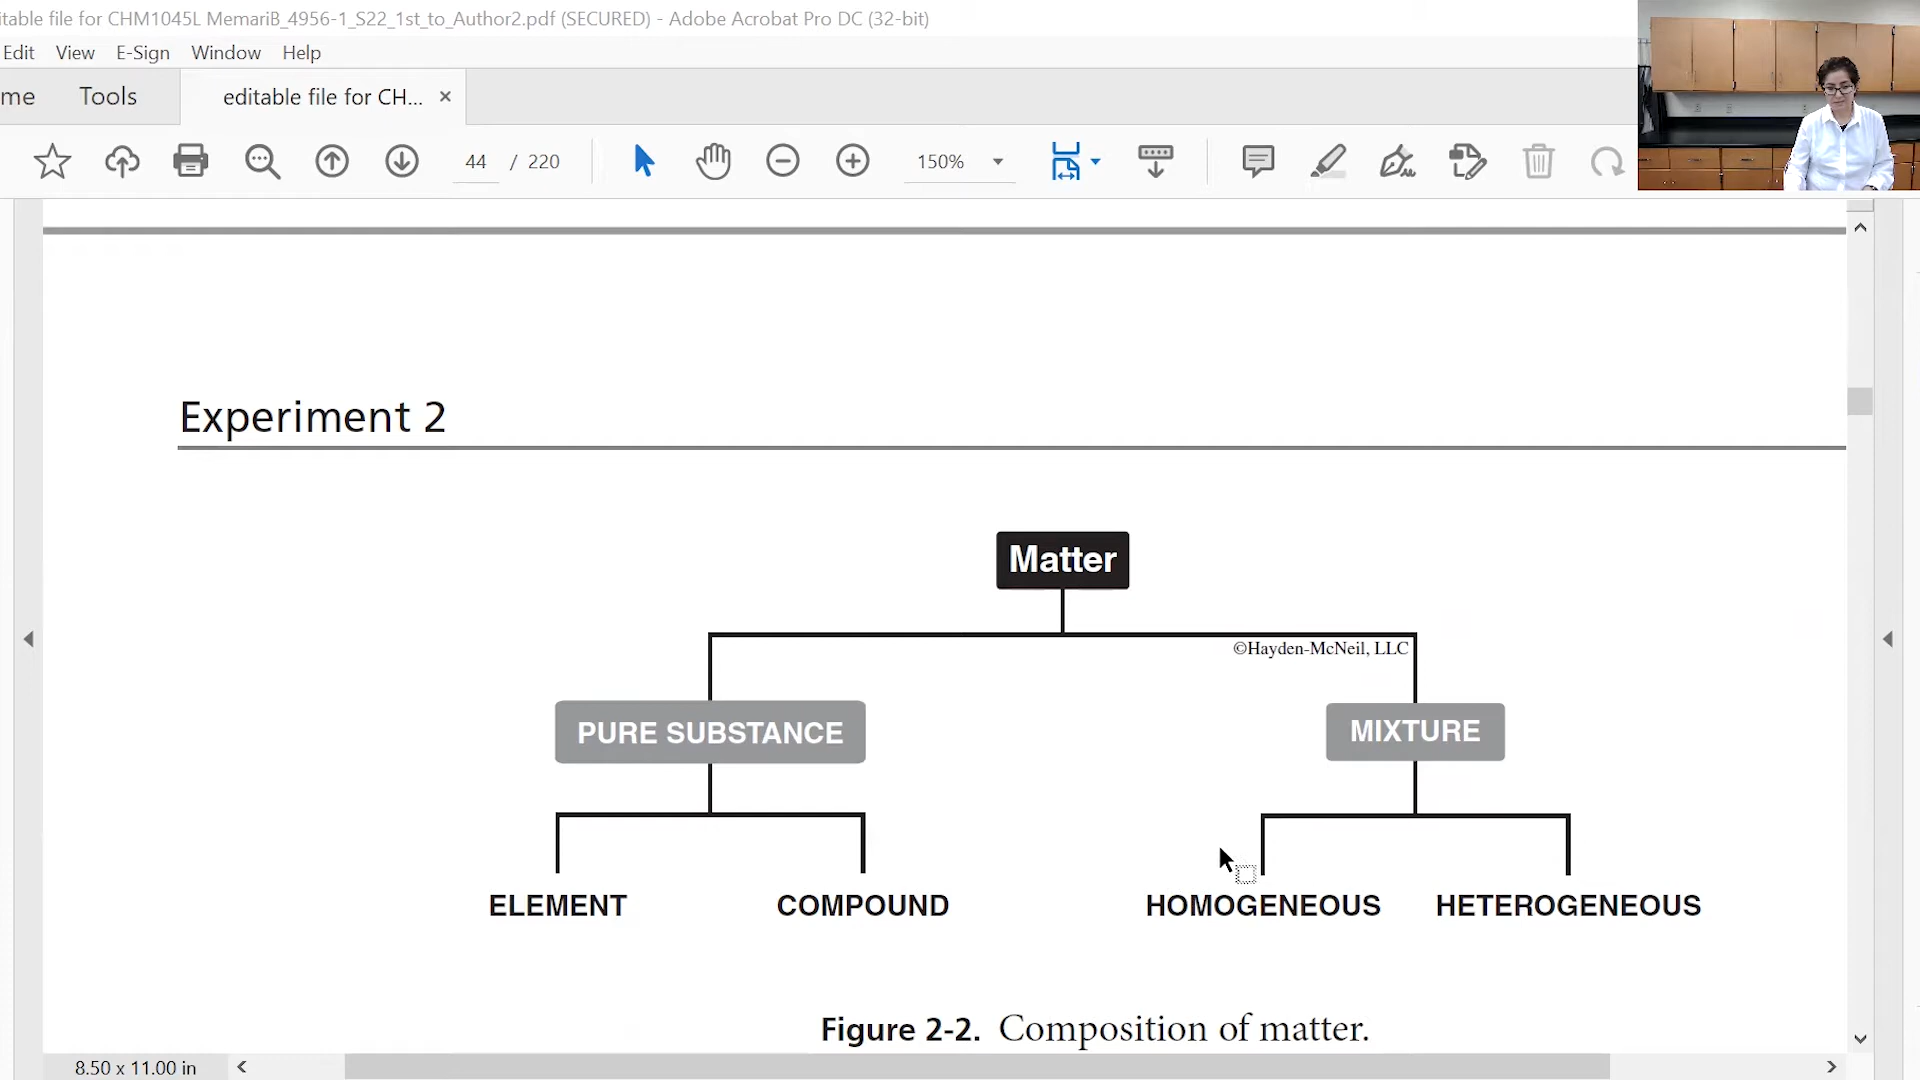 itable file for CHM1045L MemariB_4956-1_S22_1st_to_Author2.pdf (SECURED) - Adobe Acrobat Pro DC (32-bit)
Edit View E-Sign Window Help
me Tools editable file for CH... ×
44 / 220 150%
Experiment 2
Matter
©Hayden-McNeil, LLC
PURE SUBSTANCE MIXTURE
ELEMENT COMPOUND HOMOGENEOUS HETEROGENEOUS
Figure 2-2. Composition of matter.
8.50 x 11.00 in